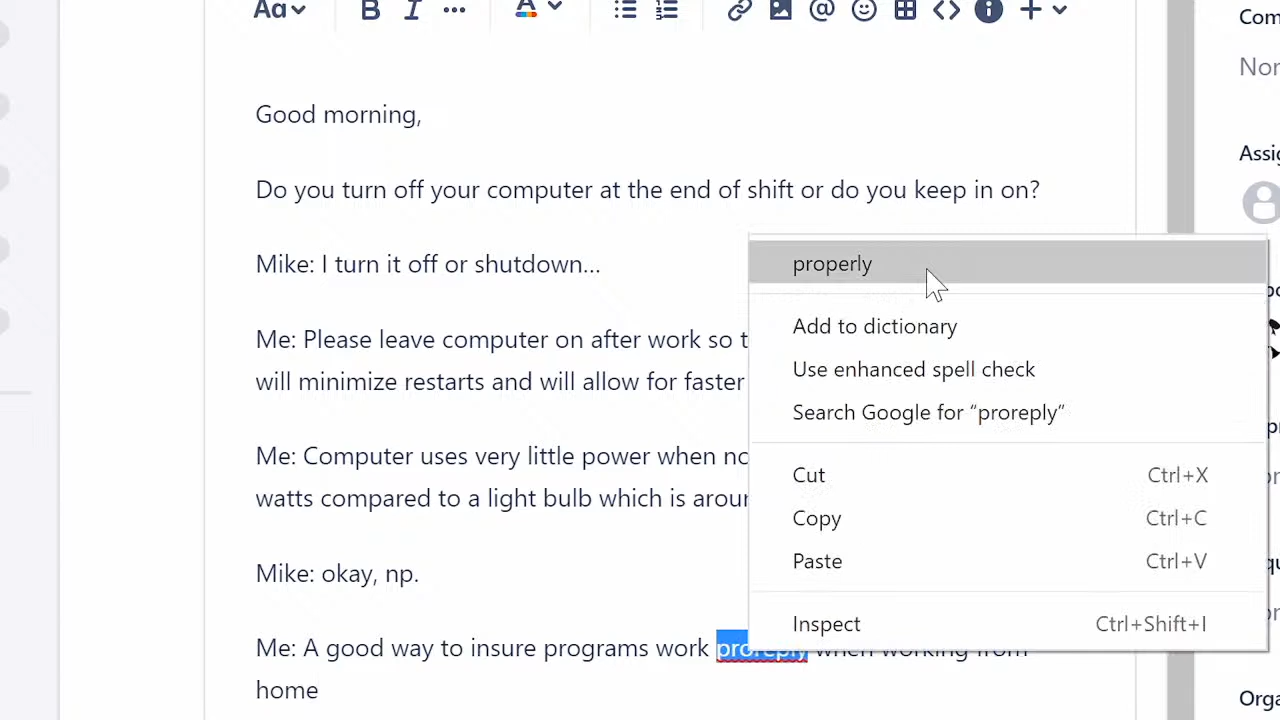 Aa
B I ...
A
@
<>
Com
Good morning,
Do you turn off your computer at the end of shift or do you keep in on?
Assig
Mike: I turn it off or shutdown...
properly
Me: Please leave computer on after work so t
Add to dictionary
will minimize restarts and will allow for faster
Use enhanced spell check
Search Google for “proreply”
Me: Computer uses very little power when no
Cut Ctrl+X
watts compared to a light bulb which is arou
Copy Ctrl+C
Mike: okay, np.
Paste Ctrl+V
Inspect Ctrl+Shift+I
Me: A good way to insure programs work proreply when working from
home
Orga